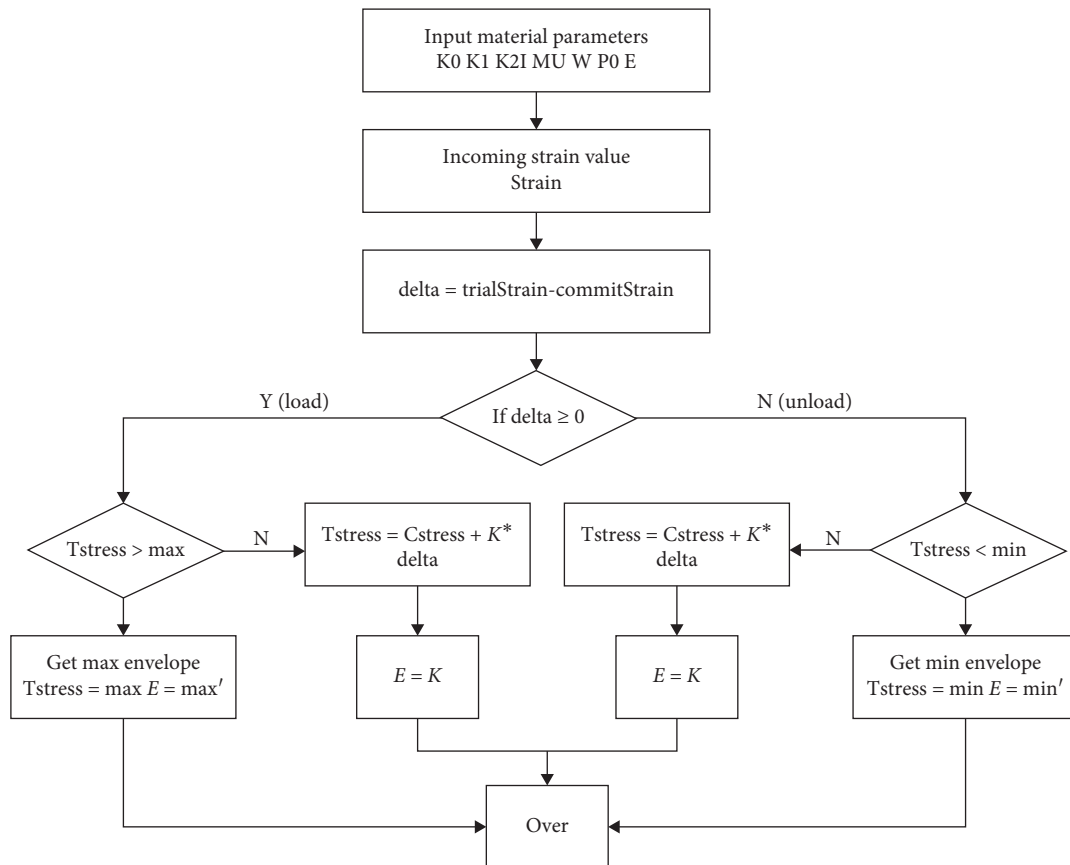 Input material parameters
K0 K1 K2I MU W P0 E
Incoming strain value
Strain
delta = trialStrain-commitStrain
If delta ≥ 0
Y (load)
N (unload)
Tstress > max
N
Tstress = Cstress + K*
delta
Tstress = Cstress + K*
delta
N
Tstress < min
Get max envelope
Tstress = max E = max′
E = K
E = K
Get min envelope
Tstress = min E = min′
Over